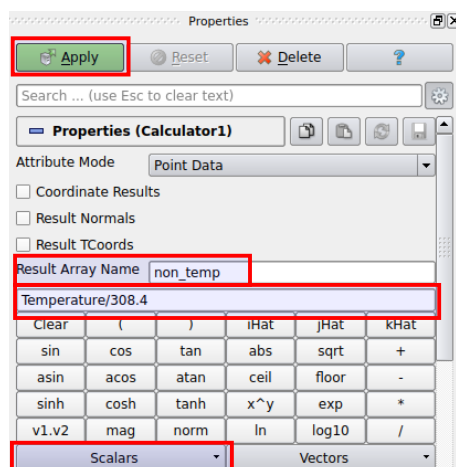 Properties
Apply Reset Delete ?
Search ... (use Esc to clear text)
Properties (Calculator1)
Attribute Mode Point Data
Coordinate Results
Result Normals
Result TCoords
Result Array Name non_temp
Temperature/308.4
Clear ( ) iHat jHat kHat
sin cos tan abs sqrt +
asin acos atan ceil floor -
sinh cosh tanh x^y exp *
v1.v2 mag norm ln log10 /
Scalars Vectors